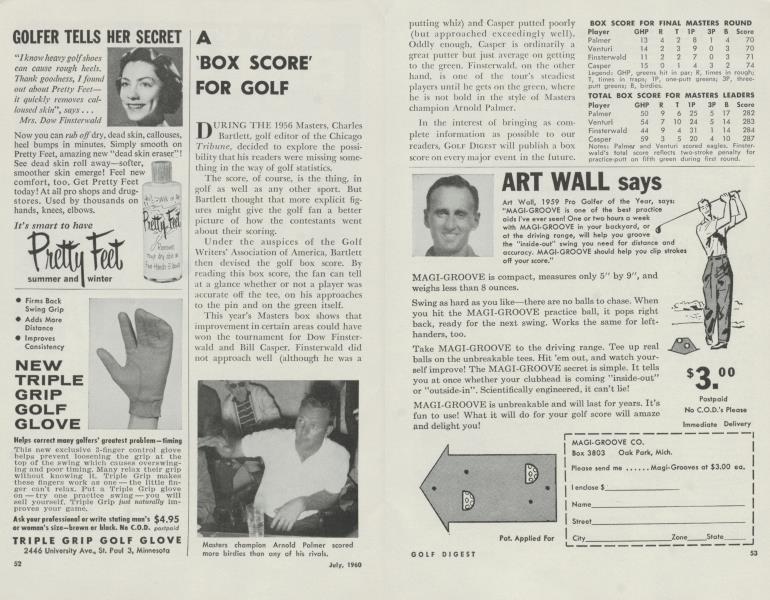 GOLFER TELLS HER SECRET
"I know heavy golf shoes
can cause rough heels.
Thank goodness, I found
out about Pretty Feet—
it quickly removes cal-
loused skin", says . . .
Mrs. Dow Finsterwald
Now you can rub off dry, dead skin, callouses,
heel bumps in minutes. Simply smooth on
Pretty Feet, amazing new "dead skin eraser"!
See dead skin roll away—softer,
smoother skin emerge! Feel new
comfort, too. Get Pretty Feet
today! At all pro shops and drug-
stores. Used by thousands on
hands, knees, elbows.
It's smart to have
Pretty Feet
summer and winter
Pretty Feet
• Firms Back
Swing Grip
• Adds More
Distance
• Improves
Consistency
NEW
TRIPLE
GRIP
GOLF
GLOVE
Helps correct many golfers' greatest problem—timing
This new exclusive 3-finger control glove
helps prevent loosening the grip at the
top of the swing which causes overswing-
ing and poor timing. Many relax their grip
without knowing it. Triple Grip makes
these fingers work as one—the little fin-
ger can't relax. Put a Triple Grip glove
on—try one practice swing—you will
sell yourself. Triple Grip just naturally im-
proves your game.
Ask your professional or write stating man's $4.95
or woman's size—brown or black. No C.O.D. postpaid
TRIPLE GRIP GOLF GLOVE
2446 University Ave., St. Paul 3, Minnesota
52
A
'BOX SCORE'
FOR GOLF
DURING THE 1956 Masters, Charles
Bartlett, golf editor of the Chicago
Tribune, decided to explore the possi-
bility that his readers were missing some-
thing in the way of golf statistics.
The score, of course, is the thing, in
golf as well as any other sport. But
Bartlett thought that more explicit fig-
ures might give the golf fan a better
picture of how the contestants went
about their scoring.
Under the auspices of the Golf
Writers' Association of America, Bartlett
then devised the golf box score. By
reading this box score, the fan can tell
at a glance whether or not a player was
accurate off the tee, on his approaches
to the pin and on the green itself.
This year's Masters box shows that
improvement in certain areas could have
won the tournament for Dow Finster-
wald and Bill Casper. Finsterwald did
not approach well (although he was a
Masters champion Arnold Palmer scored
more birdies than any of his rivals.
July, 1960
putting whiz) and Casper putted poorly
(but approached exceedingly well).
Oddly enough, Casper is ordinarily a
great putter but just average on getting
to the green. Finsterwald, on the other
hand, is one of the tour's steadiest
players until he gets on the green, where
he is not bold in the style of Masters
champion Arnold Palmer.
In the interest of bringing as com-
plete information as possible to our
readers, GOLF DIGEST will publish a box
score on every major event in the future.
BOX SCORE FOR FINAL MASTERS ROUND
Player GHP R T 1P 3P B Score
Palmer 13 4 2 8 1 4 70
Venturi 14 2 3 9 0 3 70
Finsterwald 11 2 2 7 0 3 71
Casper 15 0 1 4 3 2 74
Legend: GHP, greens hit in par; R, times in rough;
T, times in traps; 1P, one-putt greens; 3P, three-
putt greens; B, birdies.
TOTAL BOX SCORE FOR MASTERS LEADERS
Player GHP R T 1P 3P B Score
Palmer 50 9 6 25 5 17 282
Venturi 54 7 10 24 5 14 283
Finsterwald 44 9 4 31 1 14 284
Casper 59 3 5 20 4 10 287
Notes: Palmer and Venturi scored eagles. Finster-
wald's total score reflects two-stroke penalty for
practice-putt on fifth green during first round.
ART WALL says
Art Wall, 1959 Pro Golfer of the Year, says:
"MAGI-GROOVE is one of the best practice
aids I've ever seen! One or two hours a week
with MAGI-GROOVE in your backyard, or
at the driving range, will help you groove
the "inside-out" swing you need for distance and
accuracy. MAGI-GROOVE should help you clip strokes
off your score."
MAGI-GROOVE is compact, measures only 5" by 9", and
weighs less than 8 ounces.
Swing as hard as you like—there are no balls to chase. When
you hit the MAGI-GROOVE practice ball, it pops right
back, ready for the next swing. Works the same for left-
handers, too.
Take MAGI-GROOVE to the driving range. Tee up real
balls on the unbreakable tees. Hit 'em out, and watch your-
self improve! The MAGI-GROOVE secret is simple. It tells
you at once whether your clubhead is coming "inside-out"
or "outside-in". Scientifically engineered, it can't lie!
MAGI-GROOVE is unbreakable and will last for years. It's
fun to use! What it will do for your golf score will amaze
and delight you!
$3.00
Postpaid
No C.O.D.'s Please
Immediate Delivery
Pat. Applied For
MAGI-GROOVE CO.
Box 3803 Oak Park, Mich.
Please send me ...... Magi-Grooves at $3.00 ea.
I enclose $
Name
Street
City Zone State
GOLF DIGEST
53